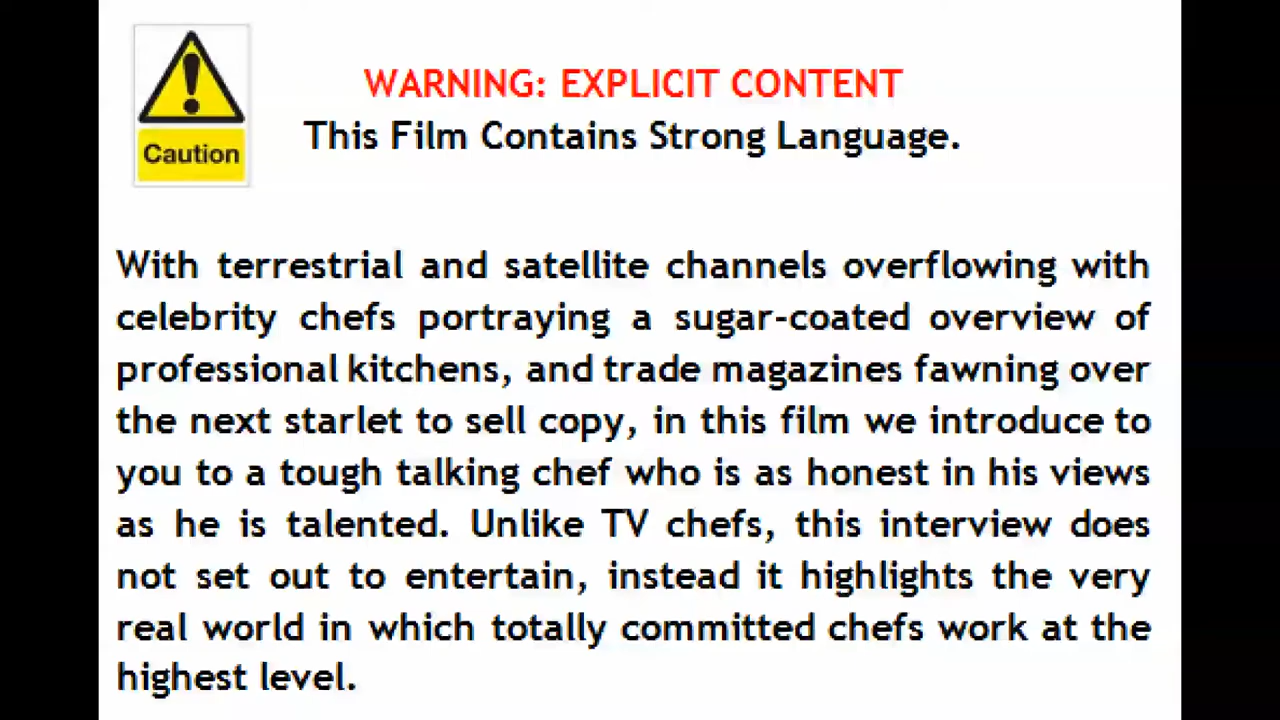 WARNING: EXPLICIT CONTENT
This Film Contains Strong Language.
Caution
With terrestrial and satellite channels overflowing with
celebrity chefs portraying a sugar-coated overview of
professional kitchens, and trade magazines fawning over
the next starlet to sell copy, in this film we introduce to
you to a tough talking chef who is as honest in his views
as he is talented. Unlike TV chefs, this interview does
not set out to entertain, instead it highlights the very
real world in which totally committed chefs work at the
highest level.